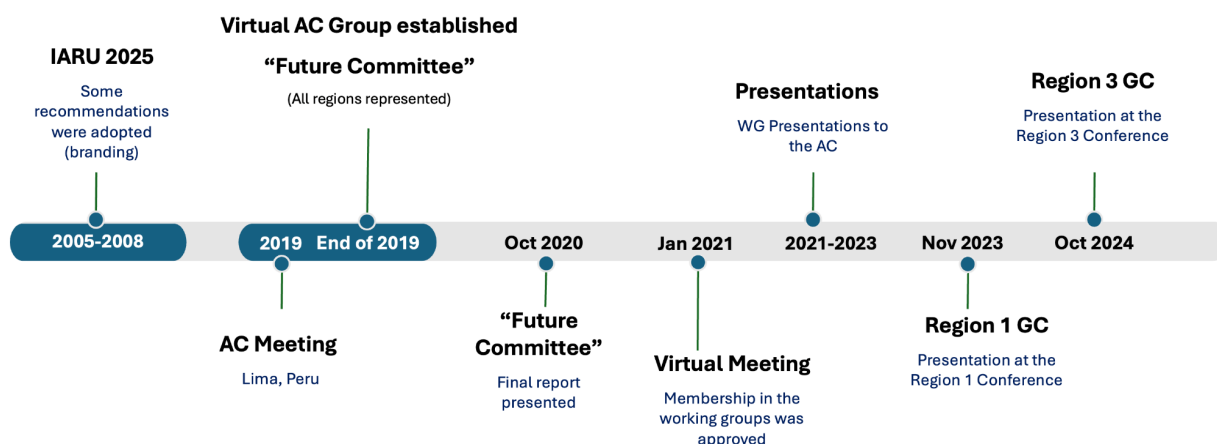 IARU 2025
Some
recommendations
were adopted
(branding)
Virtual AC Group established
“Future Committee”
(All regions represented)
Presentations
WG Presentations to
the AC
Region 3 GC
Presentation at the
Region 3 Conference
2005-2008
2019
End of 2019
Oct 2020
Jan 2021
2021-2023
Nov 2023
Oct 2024
AC Meeting
Lima, Peru
“Future
Committee”
Final report
presented
Virtual Meeting
Membership in the
working groups was
approved
Region 1 GC
Presentation at the
Region 1 Conference